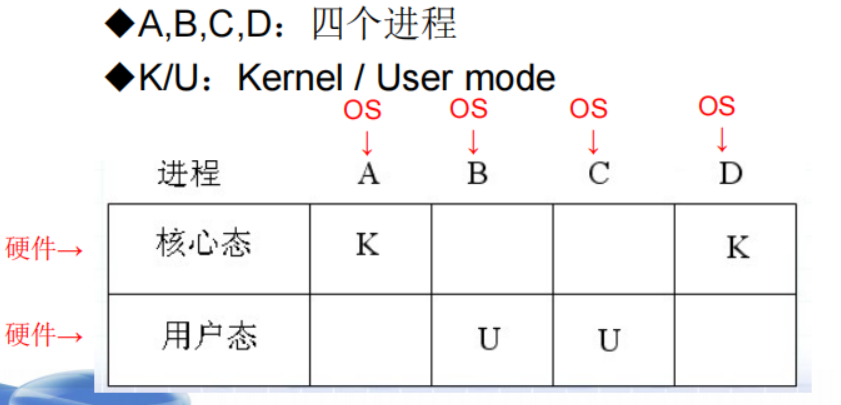 ◆A,B,C,D：四个进程
◆K/U：Kernel / User mode
OS OS OS OS
↓ ↓ ↓ ↓
进程 A B C D
硬件→ 核心态 K K
硬件→ 用户态 U U